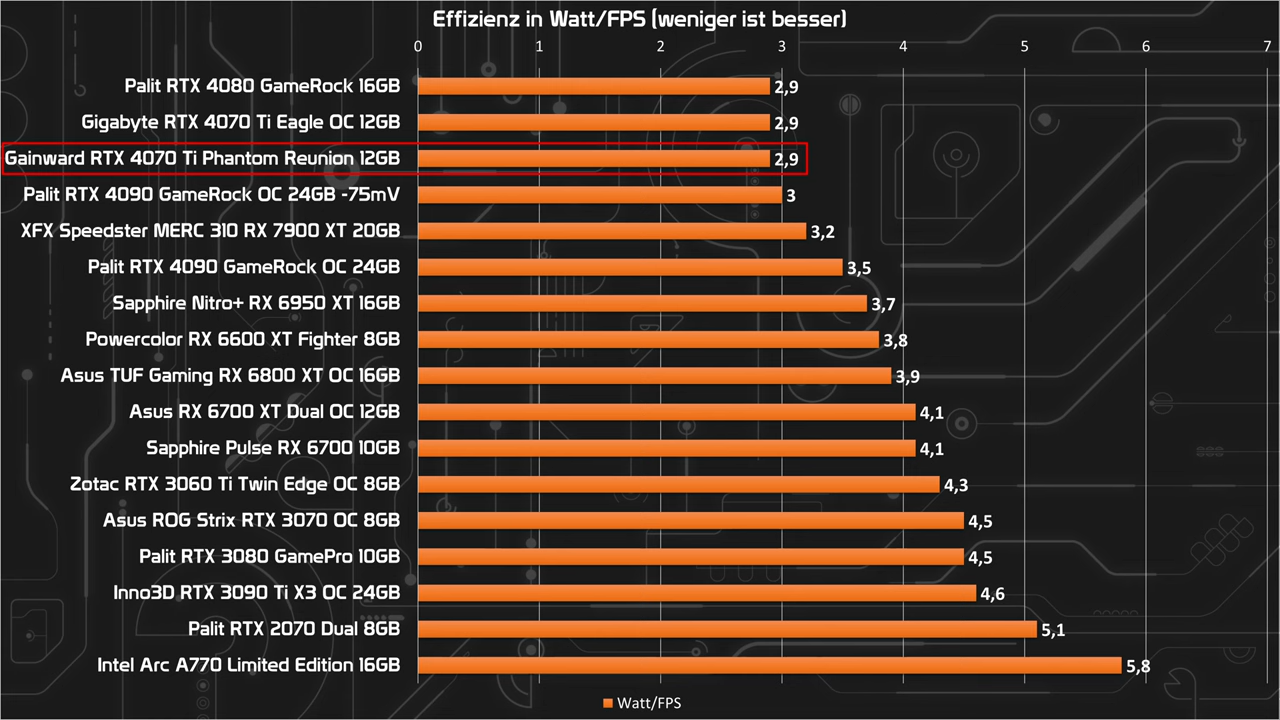 Effizienz in Watt/FPS (weniger ist besser)
0 1 2 3 4 5 6 7
Palit RTX 4080 GameRock 16GB 2,9
Gigabyte RTX 4070 Ti Eagle OC 12GB 2,9
Gainward RTX 4070 Ti Phantom Reunion 12GB 2,9
Palit RTX 4090 GameRock OC 24GB -75mV 3
XFX Speedster MERC 310 RX 7900 XT 20GB 3,2
Palit RTX 4090 GameRock OC 24GB 3,5
Sapphire Nitro+ RX 6950 XT 16GB 3,7
Powercolor RX 6600 XT Fighter 8GB 3,8
Asus TUF Gaming RX 6800 XT OC 16GB 3,9
Asus RX 6700 XT Dual OC 12GB 4,1
Sapphire Pulse RX 6700 10GB 4,1
Zotac RTX 3060 Ti Twin Edge OC 8GB 4,3
Asus ROG Strix RTX 3070 OC 8GB 4,5
Palit RTX 3080 GamePro 10GB 4,5
Inno3D RTX 3090 Ti X3 OC 24GB 4,6
Palit RTX 2070 Dual 8GB 5,1
Intel Arc A770 Limited Edition 16GB 5,8
Watt/FPS